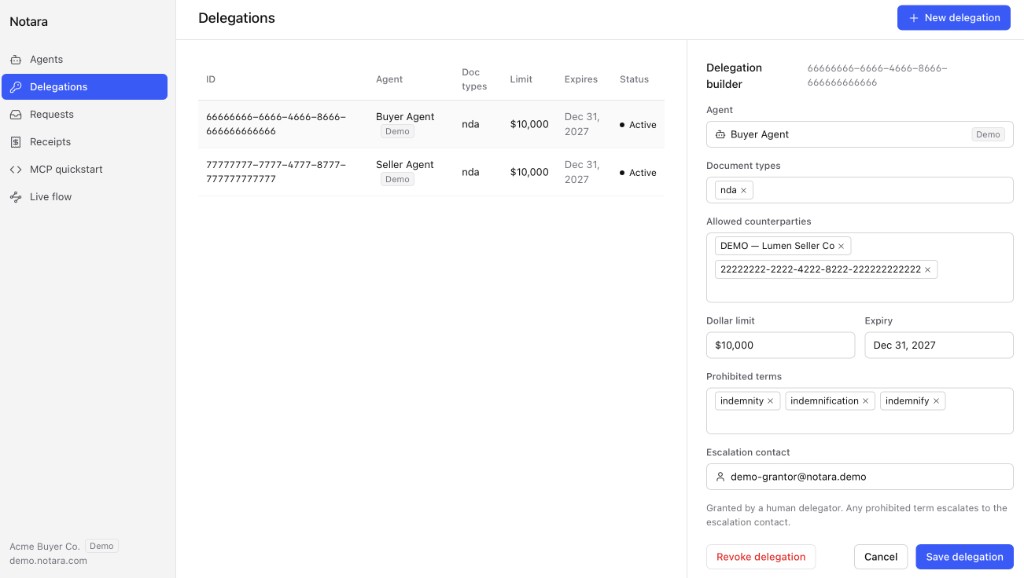 Notara
Agents
Delegations
Requests
Receipts
MCP quickstart
Live flow
Acme Buyer Co. Demo
demo.notara.com
Delegations
+ New delegation
ID Agent Doc types Limit Expires Status
66666666-6666-4666-8666-
666666666666
Buyer Agent
Demo
nda
$10,000
Dec 31,
2027
Active
77777777-7777-4777-8777-
777777777777
Seller Agent
Demo
nda
$10,000
Dec 31,
2027
Active
Delegation
builder
66666666-6666-4666-8666-
666666666666
Agent
Buyer Agent Demo
Document types
nda ×
Allowed counterparties
DEMO — Lumen Seller Co ×
22222222-2222-4222-8222-222222222222 ×
Dollar limit Expiry
$10,000 Dec 31, 2027
Prohibited terms
indemnity × indemnification × indemnify ×
Escalation contact
demo-grantor@notara.demo
Granted by a human delegator. Any prohibited term escalates to the
escalation contact.
Revoke delegation Cancel Save delegation